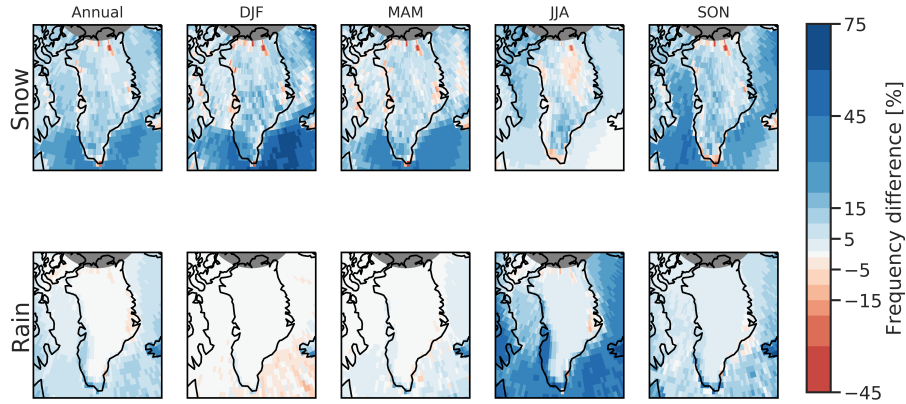 Annual DJF MAM JJA SON
Snow
Rain
75
45
15
5
−5
−15
−45
Frequency difference [%]